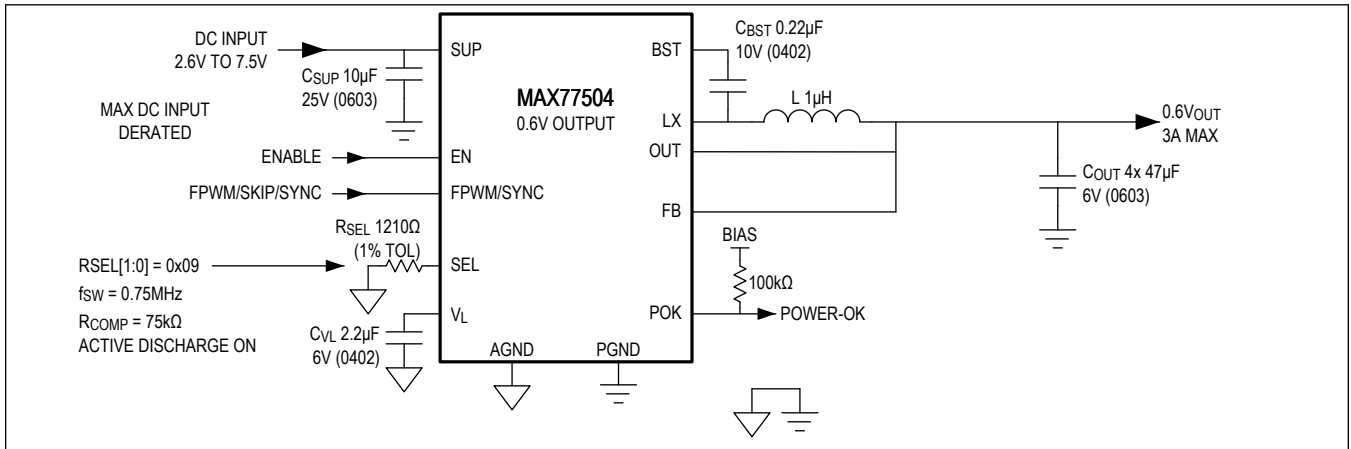 DC INPUT
2.6V TO 7.5V
CSUP 10µF
25V (0603)
MAX DC INPUT
DERATED
ENABLE
FPWM/SKIP/SYNC
RSEL 1210Ω
(1% TOL)
RSEL[1:0] = 0x09
fSW = 0.75MHz
RCOMP = 75kΩ
ACTIVE DISCHARGE ON
CVL 2.2µF
6V (0402)
SUP
EN
FPWM/SYNC
SEL
VL
MAX77504
0.6V OUTPUT
AGND
PGND
BST
LX
OUT
FB
POK
CBST 0.22µF
10V (0402)
L 1µH
0.6VOUT
3A MAX
COUT 4x 47µF
6V (0603)
BIAS
100kΩ
POWER-OK